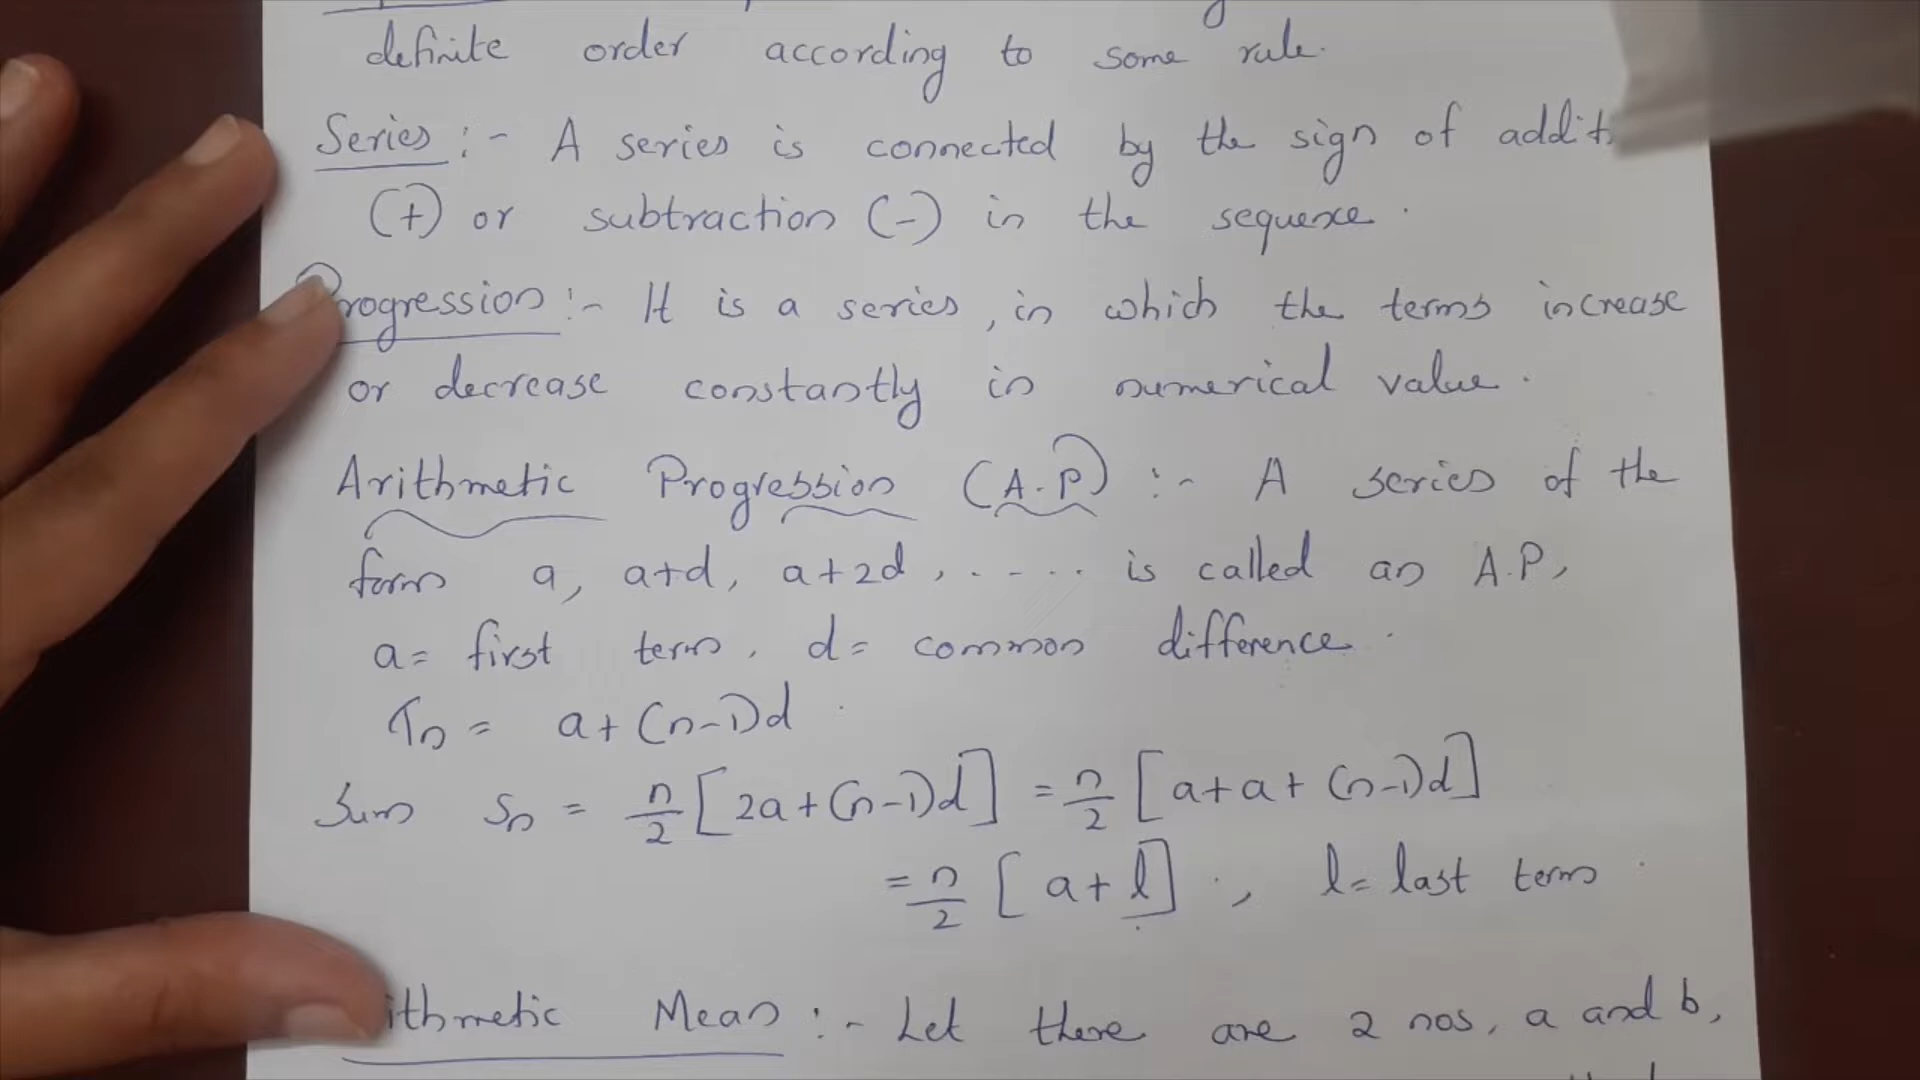 definite order according to some rule.
Series :- A series is connected by the sign of
(+) or subtraction (-) in the sequence.
Progression :- It is a series, in which the terms increase
or decrease constantly in numerical value.
Arithmetic Progression (A.P) :- A series of the
form a, a+d, a+2d, ..... is called an A.P,
a = first term, d = common difference.
Tn = a+(n-1)d
Sum Sn = n/2 [2a+(n-1)d] = n/2 [a+a+(n-1)d]
= n/2 [a+l] , l = last term
ithmetic Mean :- Let there are 2 nos, a and b,